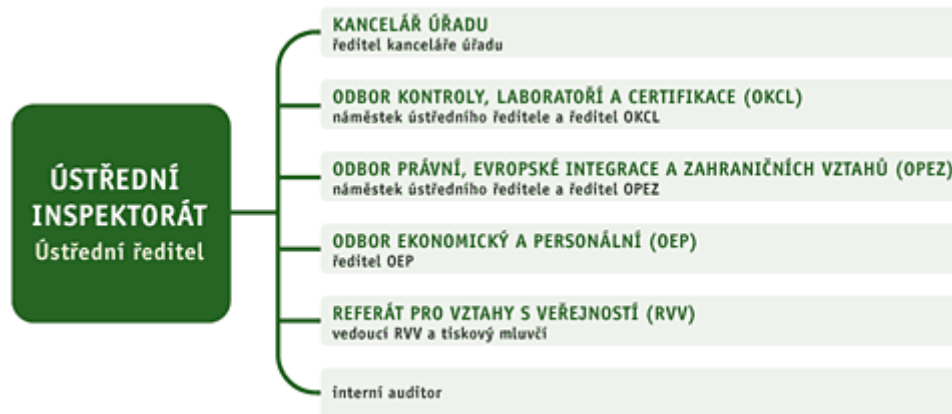 ÚSTŘEDNÍ
INSPEKTORÁT
Ústřední ředitel
KANCELÁŘ ÚŘADU
ředitel kanceláře úřadu
ODBOR KONTROLY, LABORATOŘÍ A CERTIFIKACE (OKCL)
náměstek ústředního ředitele a ředitel OKCL
ODBOR PRÁVNÍ, EVROPSKÉ INTEGRACE A ZAHRANIČNÍCH VZTAHŮ (OPEZ)
náměstek ústředního ředitele a ředitel OPEZ
ODBOR EKONOMICKÝ A PERSONÁLNÍ (OEP)
ředitel OEP
REFERÁT PRO VZTAHY S VEŘEJNOSTÍ (RVV)
vedoucí RVV a tiskový mluvčí
interní auditor